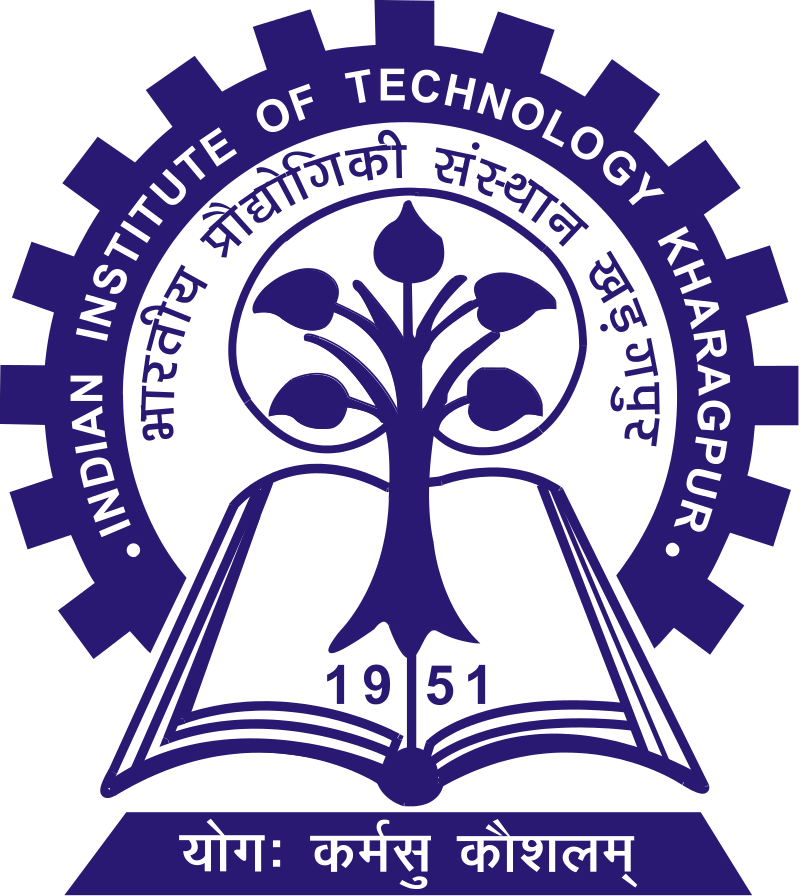 INDIAN INSTITUTE OF TECHNOLOGY KHARAGPUR
भारतीय प्रौद्योगिकी संस्थान खड़गपुर
1951
योगः कर्मसु कौशलम्